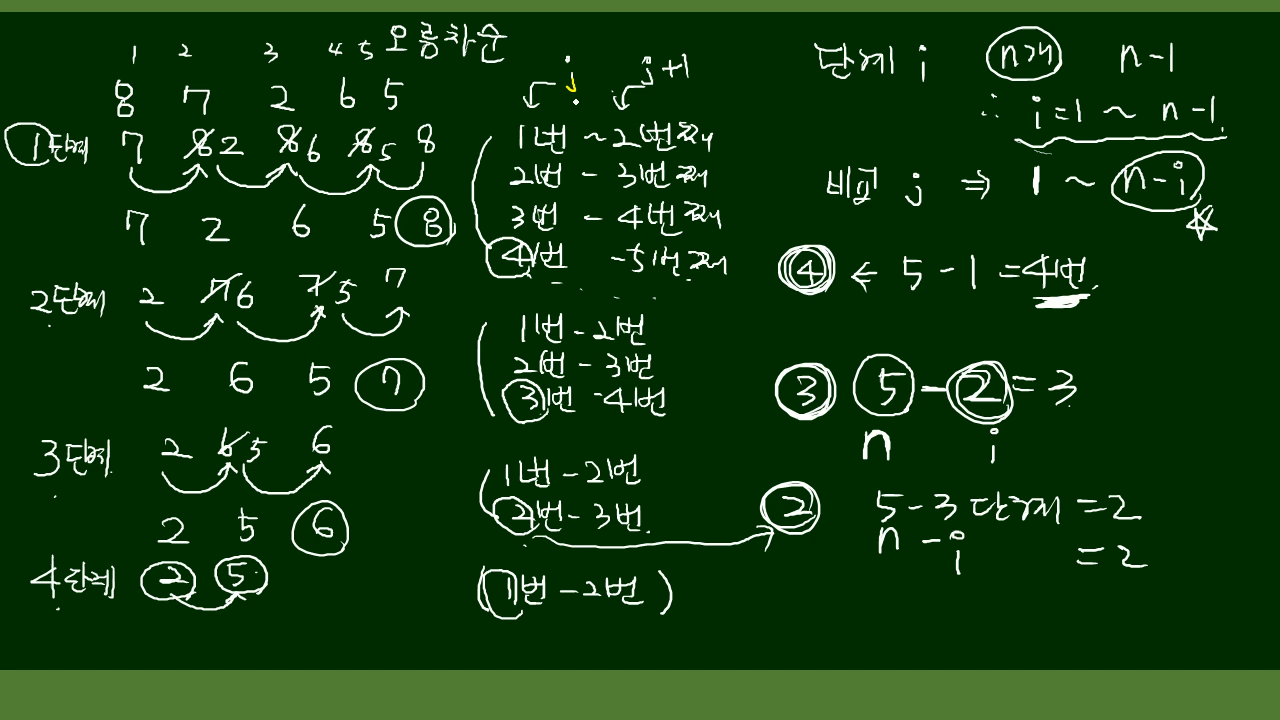 1 2 3 4 5 오름차순
8 7 2 6 5
1단계 7 8 2 8 6 8 5 8
7 2 6 5 8
2단계 2 7 6 7 5 7
2 6 5 7
3단계 2 6 5 6
2 5 6
4단계 2 5
j j+1
1번 ~ 2번째
2번 - 3번째
3번 - 4번째
4번 - 5번째
1번 - 2번
2번 - 3번
3번 - 4번
1번 - 2번
2번 - 3번
(1번 - 2번)
단계 i n개 n-1
∴ i=1 ~ n-1
비교 j ⇒ 1 ~ n-i
4 ← 5-1=4번
3 5-2=3
n i
2 5-3단계=2
n-i =2